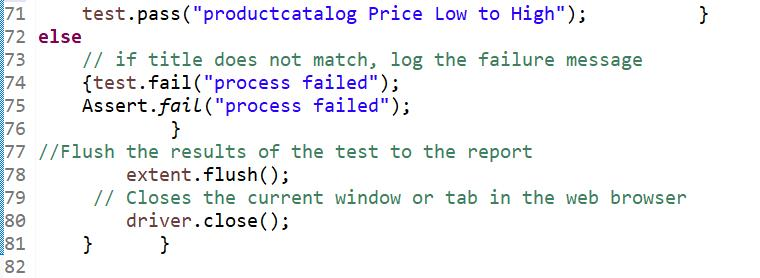 71 test.pass("productcatalog Price Low to High"); }
72 else
73 // if title does not match, log the failure message
74 {test.fail("process failed");
75 Assert.fail("process failed");
76 }
77 //Flush the results of the test to the report
78 extent.flush();
79 // Closes the current window or tab in the web browser
80 driver.close();
81 } }
82